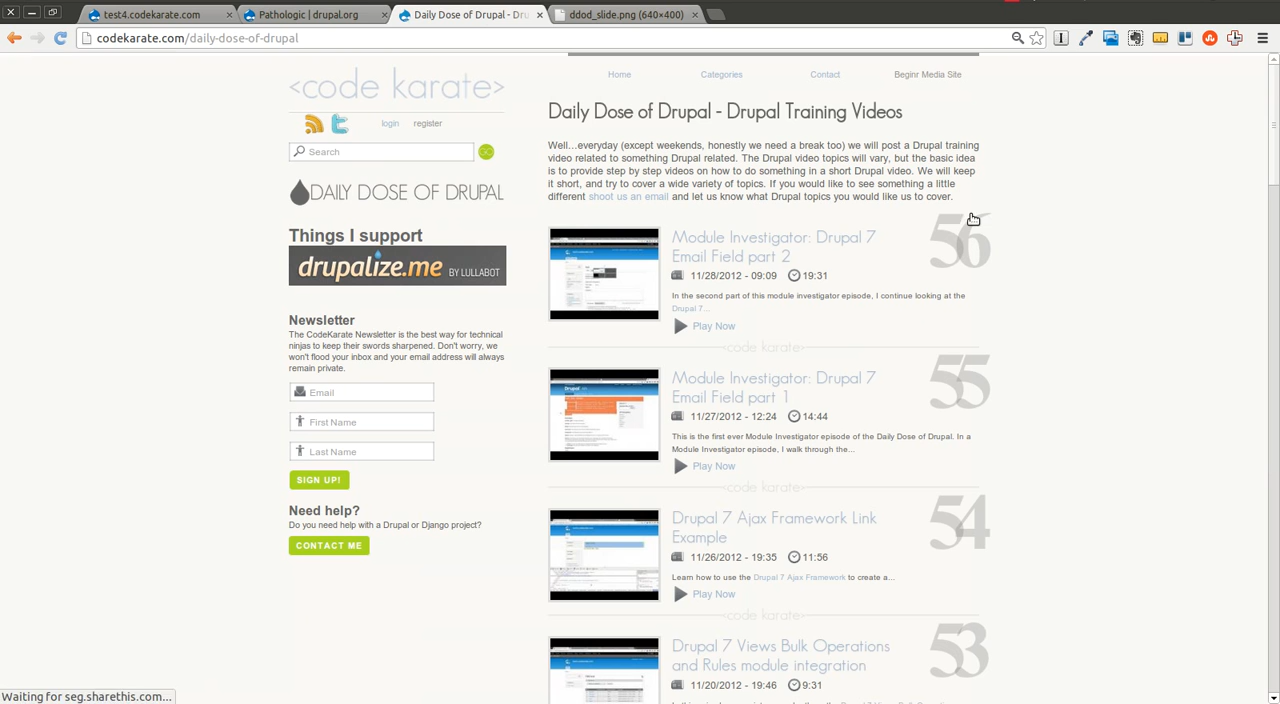 test4.codekarate.com
Pathologic | drupal.org
Daily Dose of Drupal - Dru
ddod_slide.png (640×400)
codekarate.com/daily-dose-of-drupal
<code karate>
login
register
Search
GO
DAILY DOSE OF DRUPAL
Things I support
drupalize.me BY LULLABOT
Newsletter
The CodeKarate Newsletter is the best way for technical
ninjas to keep their swords sharpened. Don't worry, we
won't flood your inbox and your email address will always
remain private.
Email
First Name
Last Name
SIGN UP!
Need help?
Do you need help with a Drupal or Django project?
CONTACT ME
Home
Categories
Contact
Beginr Media Site
Daily Dose of Drupal - Drupal Training Videos
Well...everyday (except weekends, honestly we need a break too) we will post a Drupal training
video related to something Drupal related. The Drupal video topics will vary, but the basic idea
is to provide step by step videos on how to do something in a short Drupal video. We will keep
it short, and try to cover a wide variety of topics. If you would like to see something a little
different shoot us an email and let us know what Drupal topics you would like us to cover.
56
Module Investigator: Drupal 7
Email Field part 2
11/28/2012 - 09:09 19:31
In the second part of this module investigator episode, I continue looking at the
Drupal 7...
Play Now
<code karate>
55
Module Investigator: Drupal 7
Email Field part 1
11/27/2012 - 12:24 14:44
This is the first ever Module Investigator episode of the Daily Dose of Drupal. In a
Module Investigator episode, I walk through the...
Play Now
<code karate>
54
Drupal 7 Ajax Framework Link
Example
11/26/2012 - 19:35 11:56
Learn how to use the Drupal 7 Ajax Framework to create a...
Play Now
<code karate>
53
Drupal 7 Views Bulk Operations
and Rules module integration
11/20/2012 - 19:46 9:31
Waiting for seg.sharethis.com...